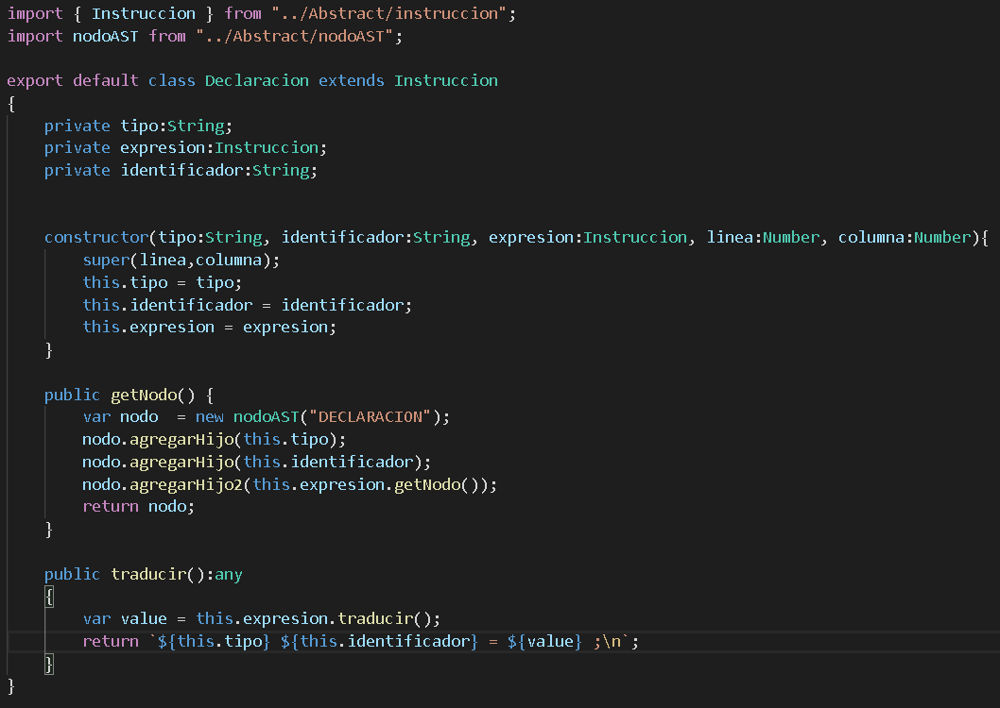 import { Instruccion } from "../Abstract/instruccion";
import nodoAST from "../Abstract/nodoAST";
export default class Declaracion extends Instruccion
{
    private tipo:String;
    private expresion:Instruccion;
    private identificador:String;
    constructor(tipo:String, identificador:String, expresion:Instruccion, linea:Number, columna:Number){
        super(linea,columna);
        this.tipo = tipo;
        this.identificador = identificador;
        this.expresion = expresion;
    }
    public getNodo() {
        var nodo  = new nodoAST("DECLARACION");
        nodo.agregarHijo(this.tipo);
        nodo.agregarHijo(this.identificador);
        nodo.agregarHijo2(this.expresion.getNodo());
        return nodo;
    }
    public traducir():any
    {
        var value = this.expresion.traducir();
        return `${this.tipo} ${this.identificador} = ${value} ;\n`;
    }
}